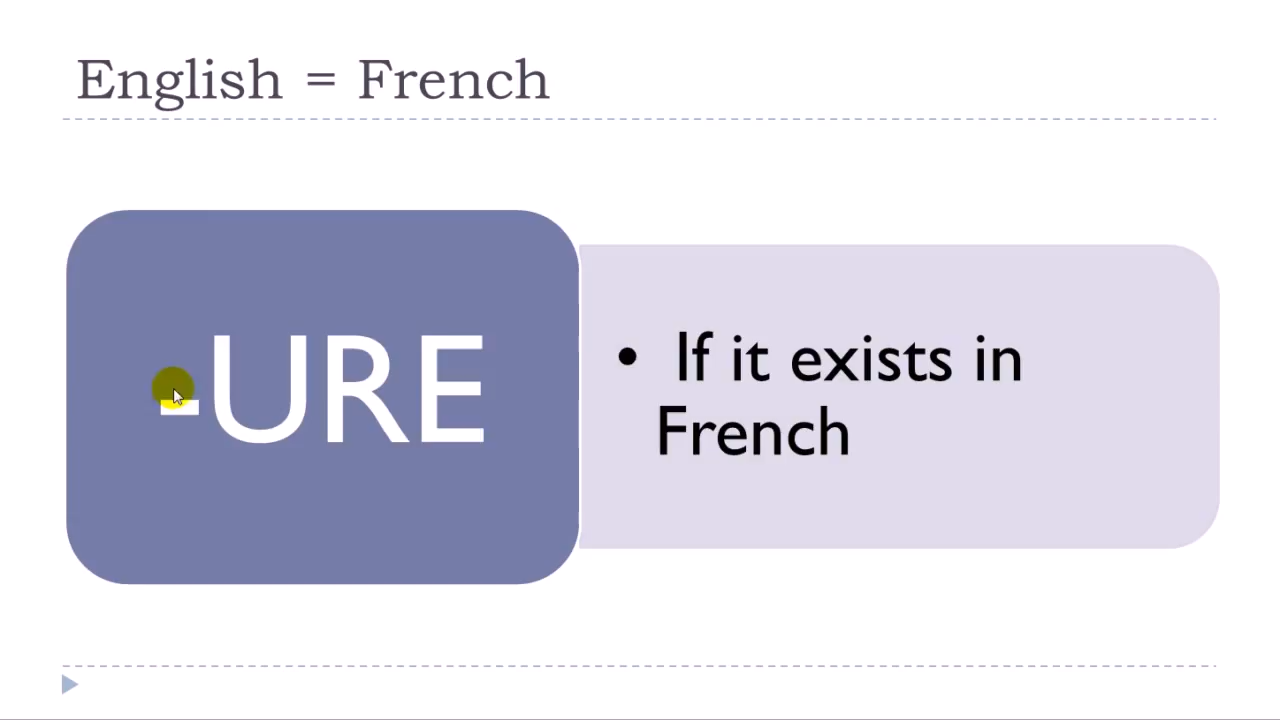 English = French
-URE
• If it exists in
French